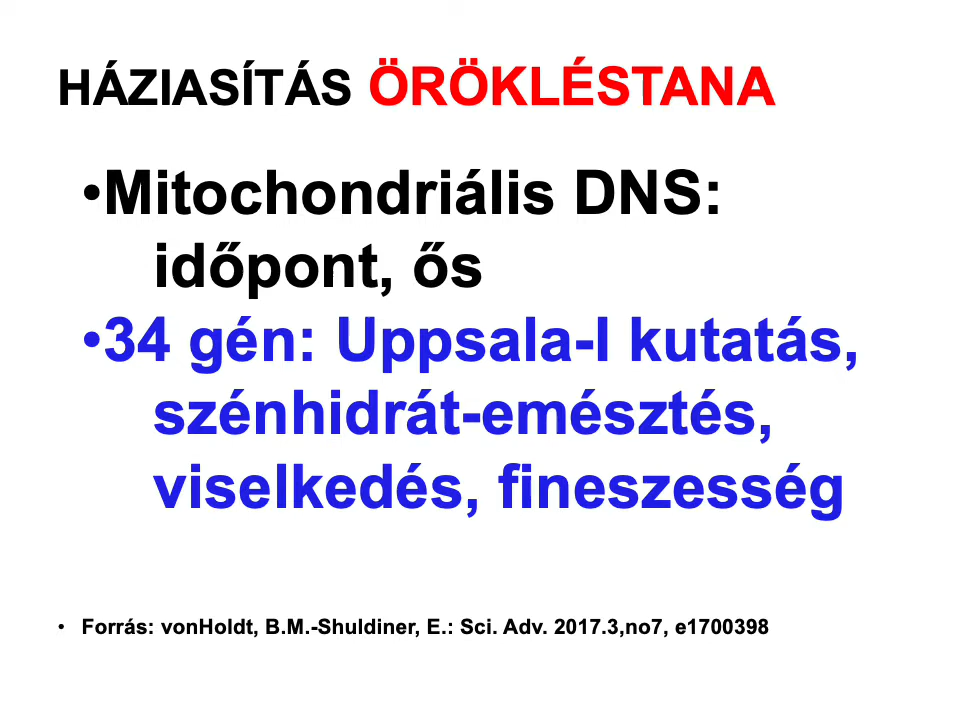 HÁZIASÍTÁS ÖRÖKLÉSTANA
•Mitochondriális DNS:
időpont, ős
•34 gén: Uppsala-I kutatás,
szénhidrát-emésztés,
viselkedés, fineszesség
• Forrás: vonHoldt, B.M.-Shuldiner, E.: Sci. Adv. 2017.3,no7, e1700398